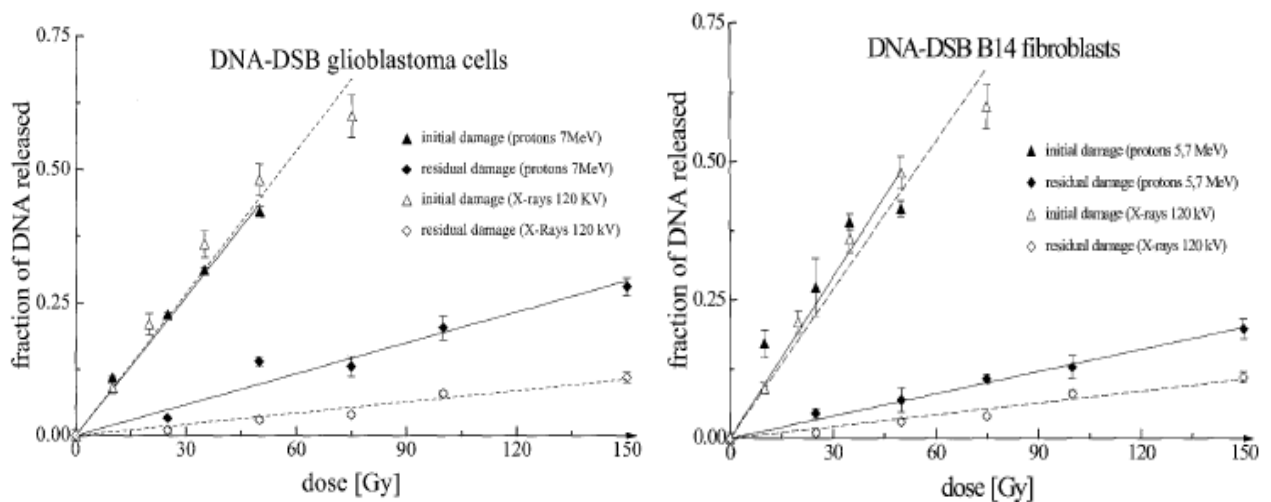 DNA-DSB glioblastoma cells
fraction of DNA released
0.75
0.50
0.25
0.00
initial damage (protons 7MeV)
residual damage (protons 7MeV)
initial damage (X-rays 120 KV)
residual damage (X-Rays 120 kV)
0 30 60 90 120 150
dose [Gy]
DNA-DSB B14 fibroblasts
fraction of DNA released
0.75
0.50
0.25
0.00
initial damage (protons 5,7 MeV)
residual damage (protons 5,7 MeV)
initial damage (X-rays 120 kV)
residual damage (X-rays 120 kV)
0 30 60 90 120 150
dose [Gy]